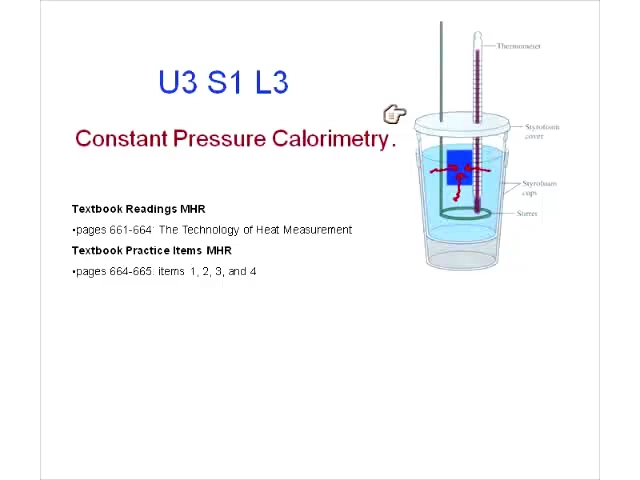 U3 S1 L3
Constant Pressure Calorimetry.
Textbook Readings MHR
•pages 661-664: The Technology of Heat Measurement
Textbook Practice Items MHR
•pages 664-665: items 1, 2, 3, and 4
Thermometer
Styrofoam
cover
Styrofoam
cups
Stirrer